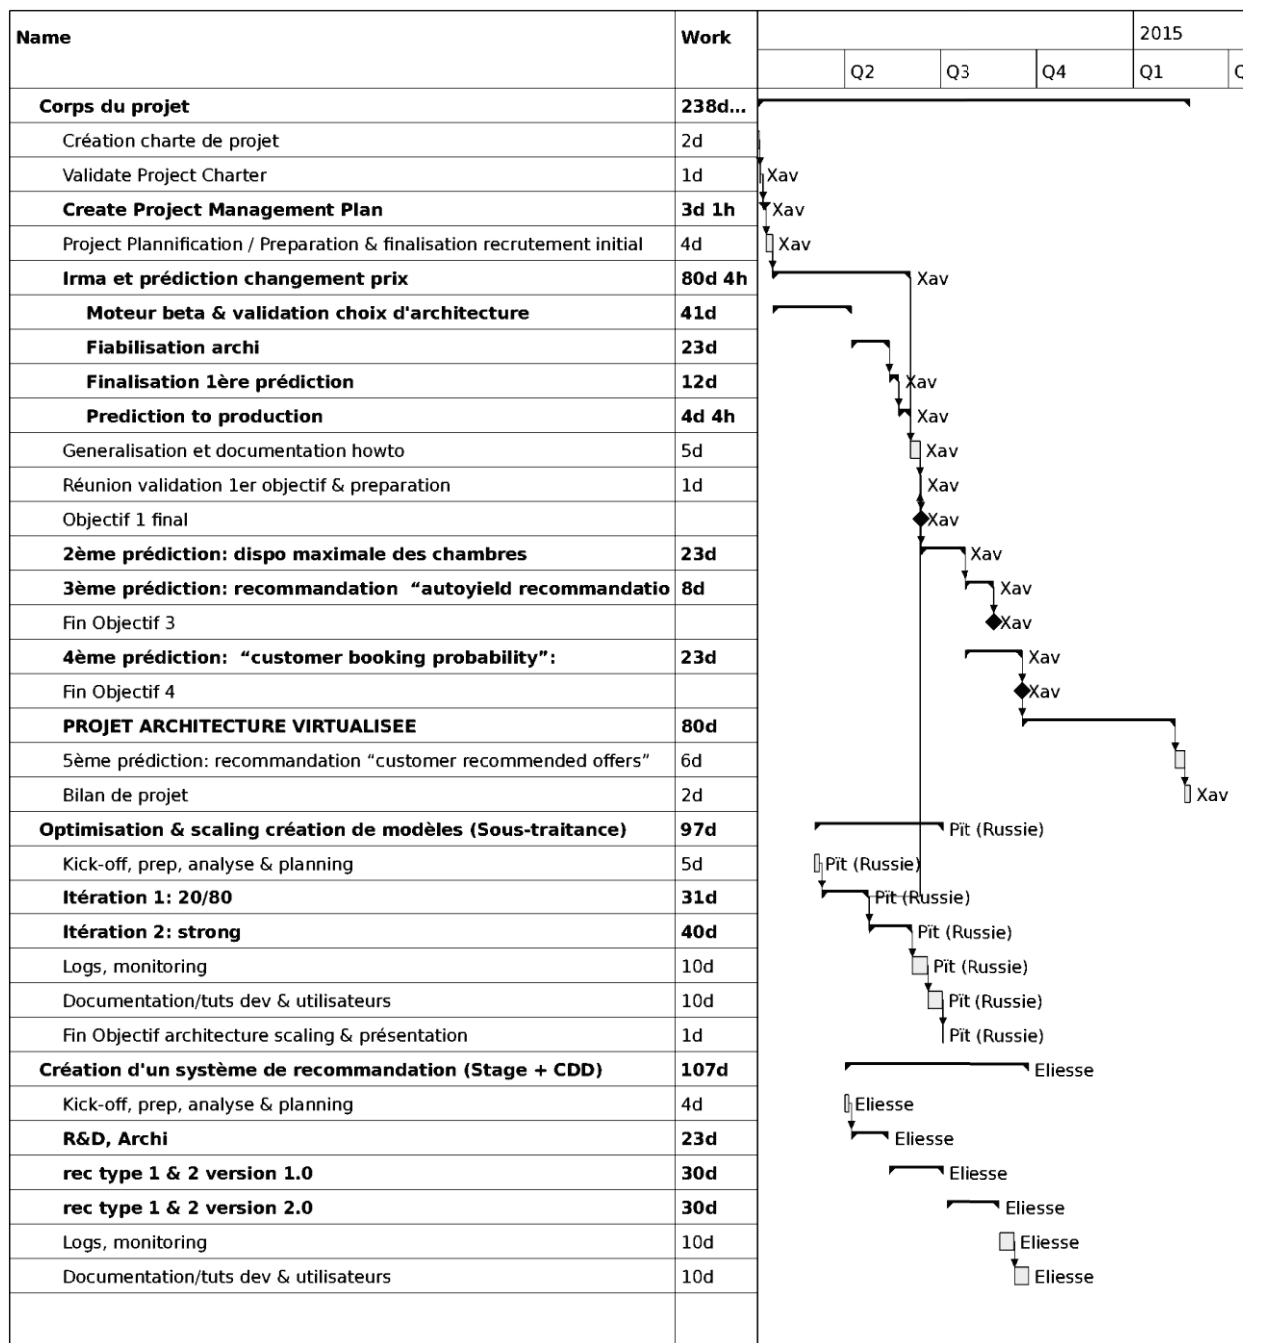 Name Work 2015
Q2 Q3 Q4 Q1
Corps du projet 238d...
Création charte de projet 2d
Validate Project Charter 1d Xav
Create Project Management Plan 3d 1h Xav
Project Plannification / Preparation & finalisation recrutement initial 4d Xav
Irma et prédiction changement prix 80d 4h Xav
Moteur beta & validation choix d'architecture 41d
Fiabilisation archi 23d
Finalisation 1ère prédiction 12d Xav
Prediction to production 4d 4h Xav
Generalisation et documentation howto 5d Xav
Réunion validation 1er objectif & preparation 1d Xav
Objectif 1 final Xav
2ème prédiction: dispo maximale des chambres 23d Xav
3ème prédiction: recommandation “autoyield recommandatio 8d Xav
Fin Objectif 3 Xav
4ème prédiction: “customer booking probability”: 23d Xav
Fin Objectif 4 Xav
PROJET ARCHITECTURE VIRTUALISEE 80d
5ème prédiction: recommandation “customer recommended offers” 6d
Bilan de projet 2d Xav
Optimisation & scaling création de modèles (Sous-traitance) 97d Pït (Russie)
Kick-off, prep, analyse & planning 5d Pït (Russie)
Itération 1: 20/80 31d Pït (Russie)
Itération 2: strong 40d Pït (Russie)
Logs, monitoring 10d Pït (Russie)
Documentation/tuts dev & utilisateurs 10d Pït (Russie)
Fin Objectif architecture scaling & présentation 1d Pït (Russie)
Création d'un système de recommandation (Stage + CDD) 107d Eliesse
Kick-off, prep, analyse & planning 4d Eliesse
R&D, Archi 23d Eliesse
rec type 1 & 2 version 1.0 30d Eliesse
rec type 1 & 2 version 2.0 30d Eliesse
Logs, monitoring 10d Eliesse
Documentation/tuts dev & utilisateurs 10d Eliesse